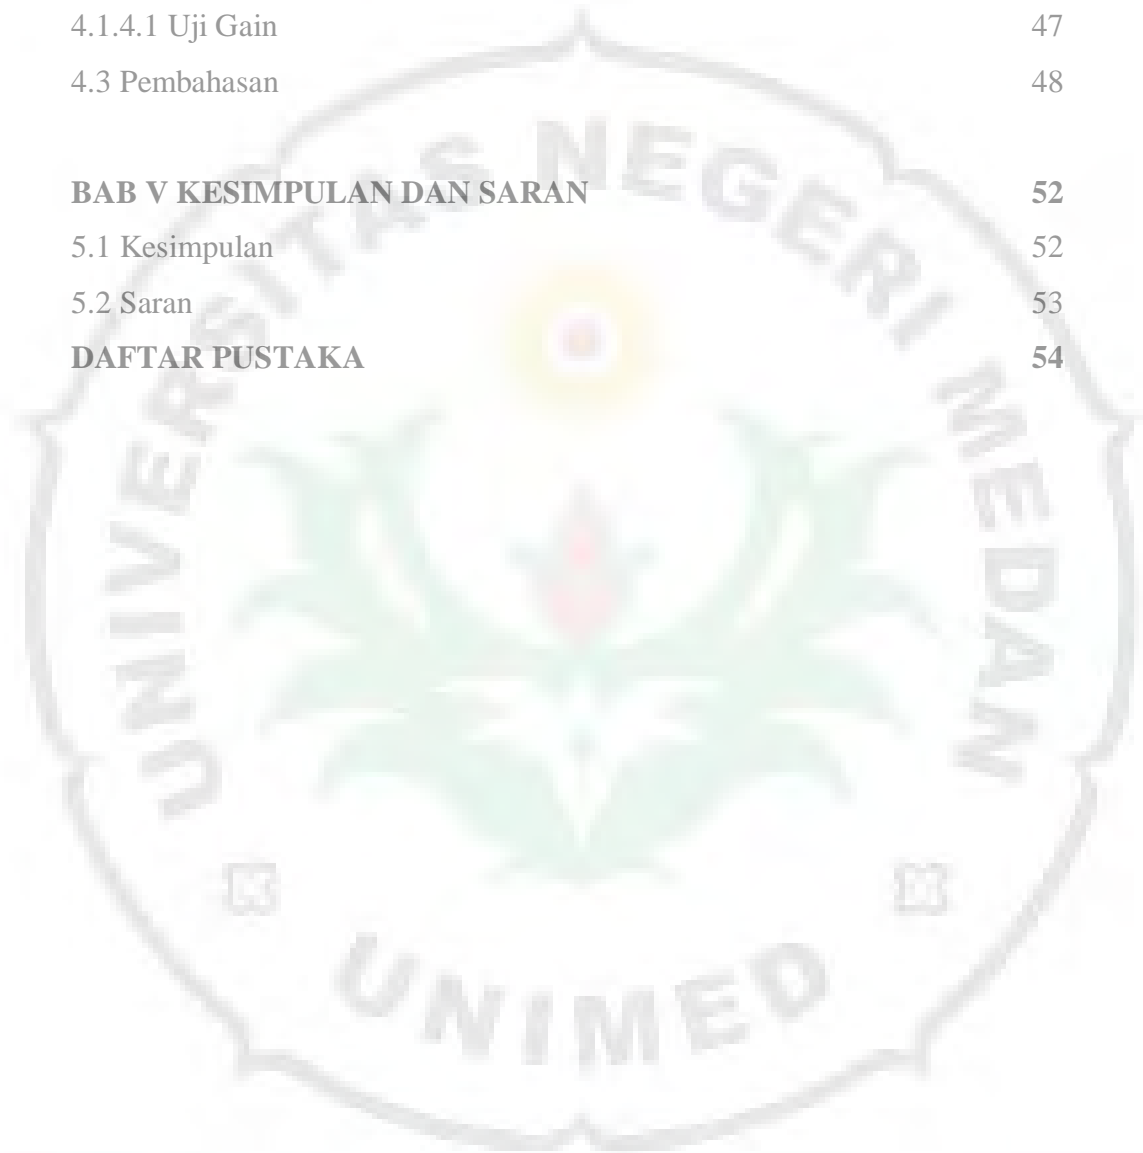 4.1.4.1 Uji Gain 47
4.3 Pembahasan 48
BAB V KESIMPULAN DAN SARAN 52
5.1 Kesimpulan 52
5.2 Saran 53
DAFTAR PUSTAKA 54
UNIVERSITAS NEGERI MEDAN
UNIMED